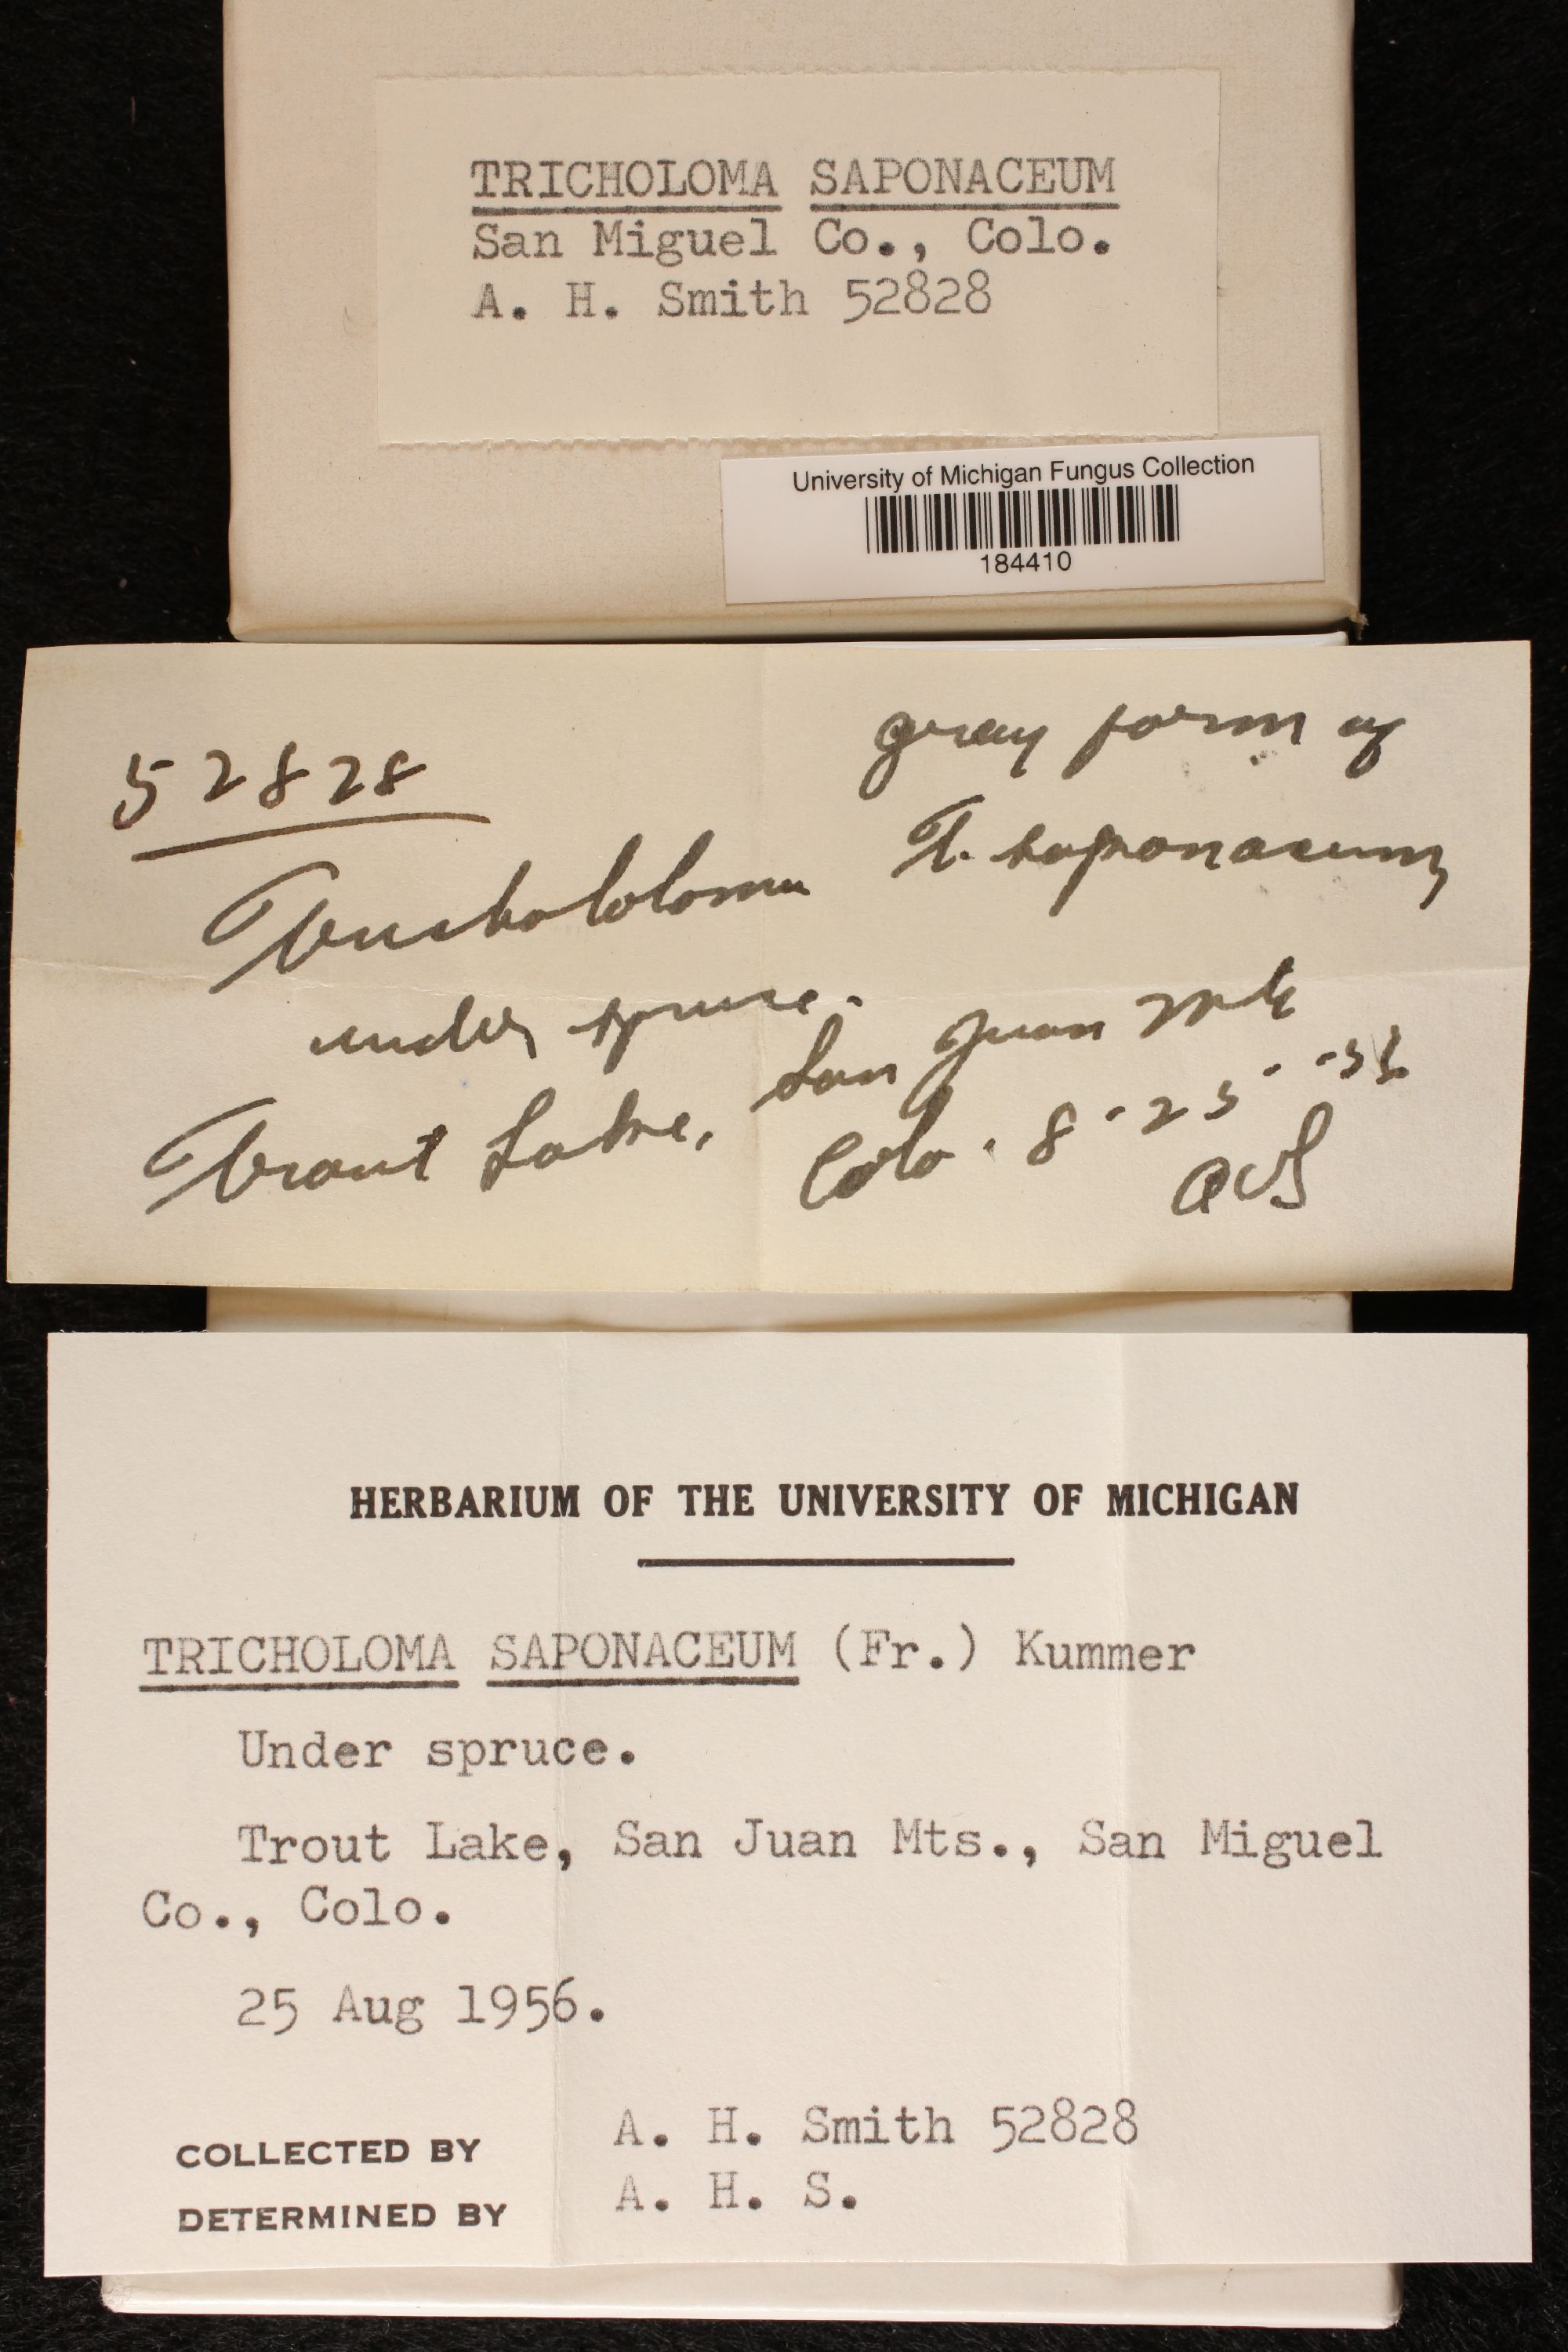 TRICHOLOMA SAPONACEUM
San Miguel Co., Colo.
A. H. Smith 52828
University of Michigan Fungus Collection
184410
52828
gray form of
T. saponaceum
Tricholoma
under spruce.
Trout Lake, San Juan Mts
Colo. 8-25-56
AHS
HERBARIUM OF THE UNIVERSITY OF MICHIGAN
TRICHOLOMA SAPONACEUM (Fr.) Kummer
Under spruce.
Trout Lake, San Juan Mts., San Miguel
Co., Colo.
25 Aug 1956.
COLLECTED BY A. H. Smith 52828
DETERMINED BY A. H. S.